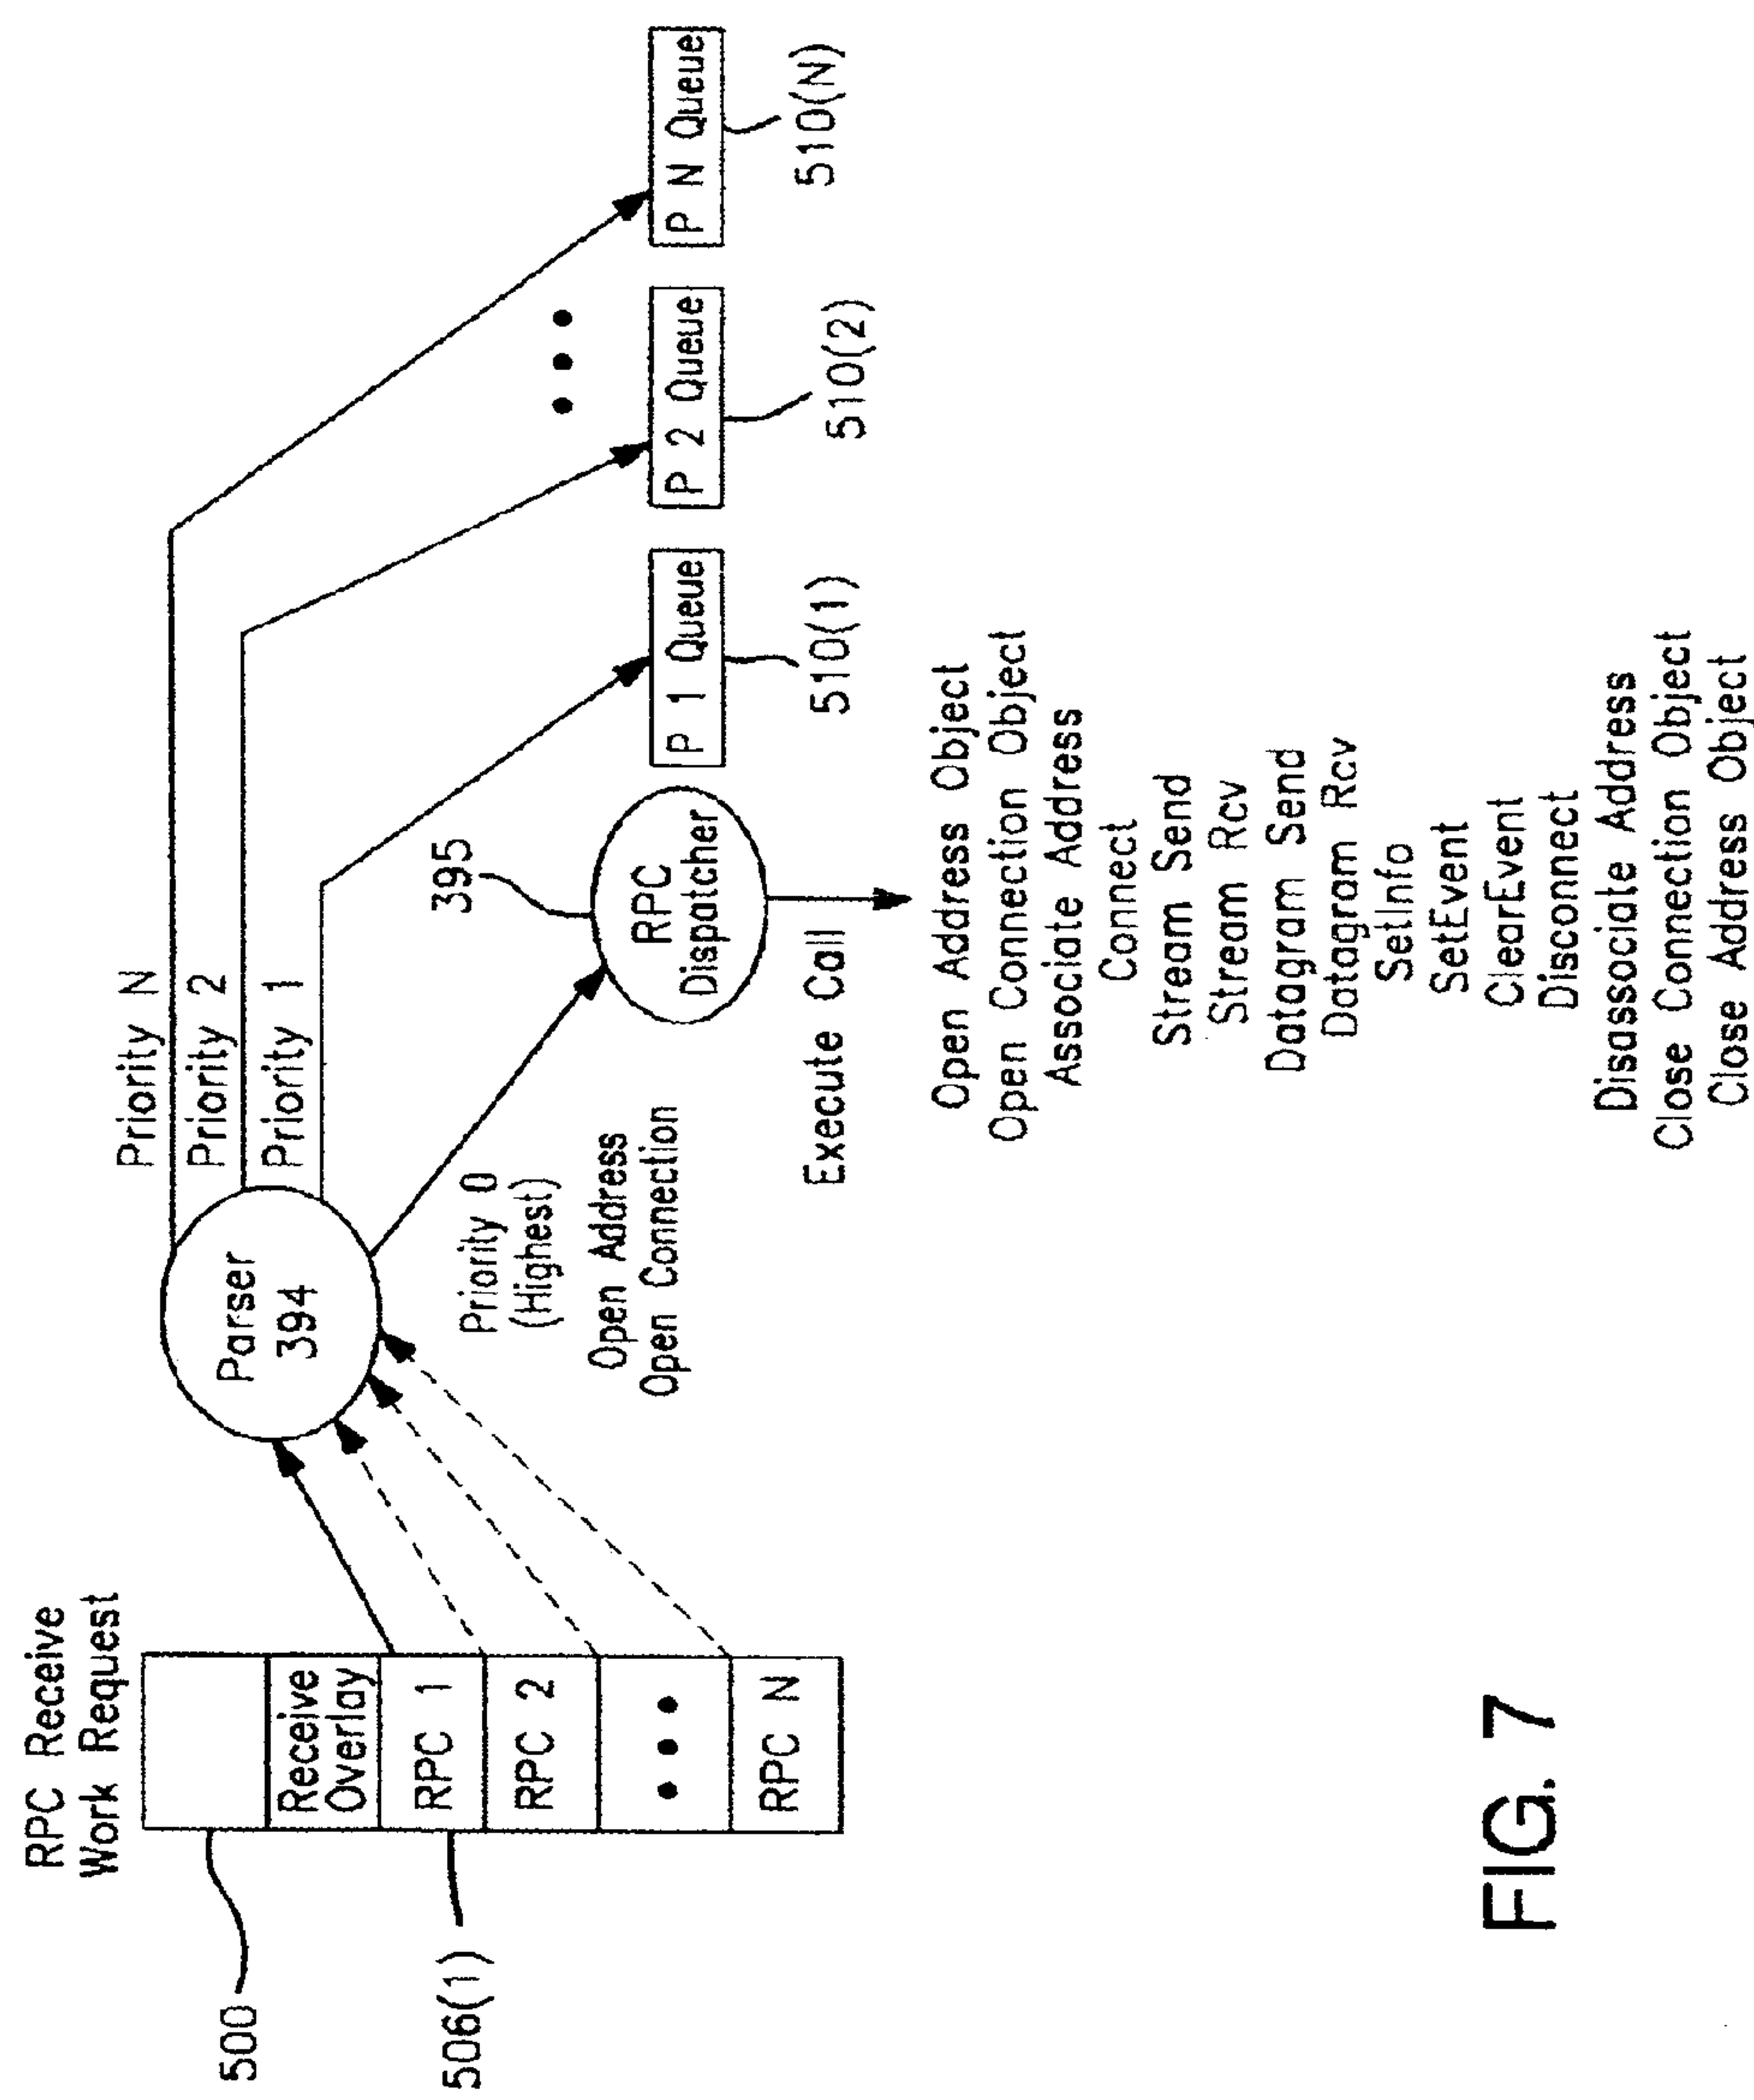 RPC Receive
Work Request
500
Receive
Overlay
506(1)
RPC 1
RPC 2
• • •
RPC N
Parser
394
Priority N
Priority 2
Priority 1
Priority 0
(Highest)
Open Address
Open Connection
395
RPC
Dispatcher
P 1 Queue
P 2 Queue
• • •
P N Queue
510(1)
510(2)
510(N)
Execute Call
Open Address Object
Open Connection Object
Associate Address
Connect
Stream Send
Stream Rcv
Datagram Send
Datagram Rcv
SetInfo
SetEvent
ClearEvent
Disconnect
Disassociate Address
Close Connection Object
Close Address Object
FIG. 7